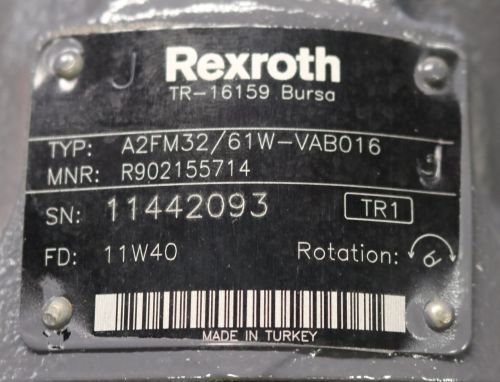 J Rexroth
TR-16159 Bursa
TYP: A2FM32/61W-VAB016
MNR: R902155714
J
SN: 11442093 TR1
FD: 11W40 Rotation:
MADE IN TURKEY